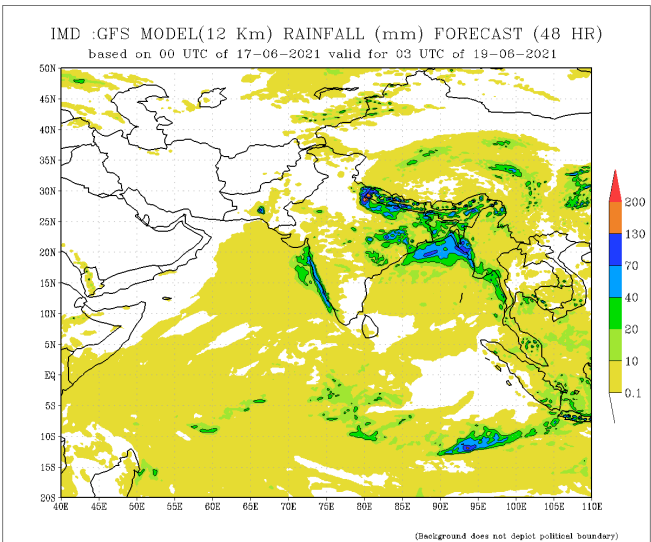 IMD :GFS MODEL(12 Km) RAINFALL (mm) FORECAST (48 HR)
based on 00 UTC of 17-06-2021 valid for 03 UTC of 19-06-2021
50N
45N
40N
35N
30N
25N
20N
15N
10N
5N
EQ
5S
10S
15S
20S
40E 45E 50E 55E 60E 65E 70E 75E 80E 85E 90E 95E 100E 105E 110E
200
130
70
40
20
10
0.1
(Background does not depict political boundary)